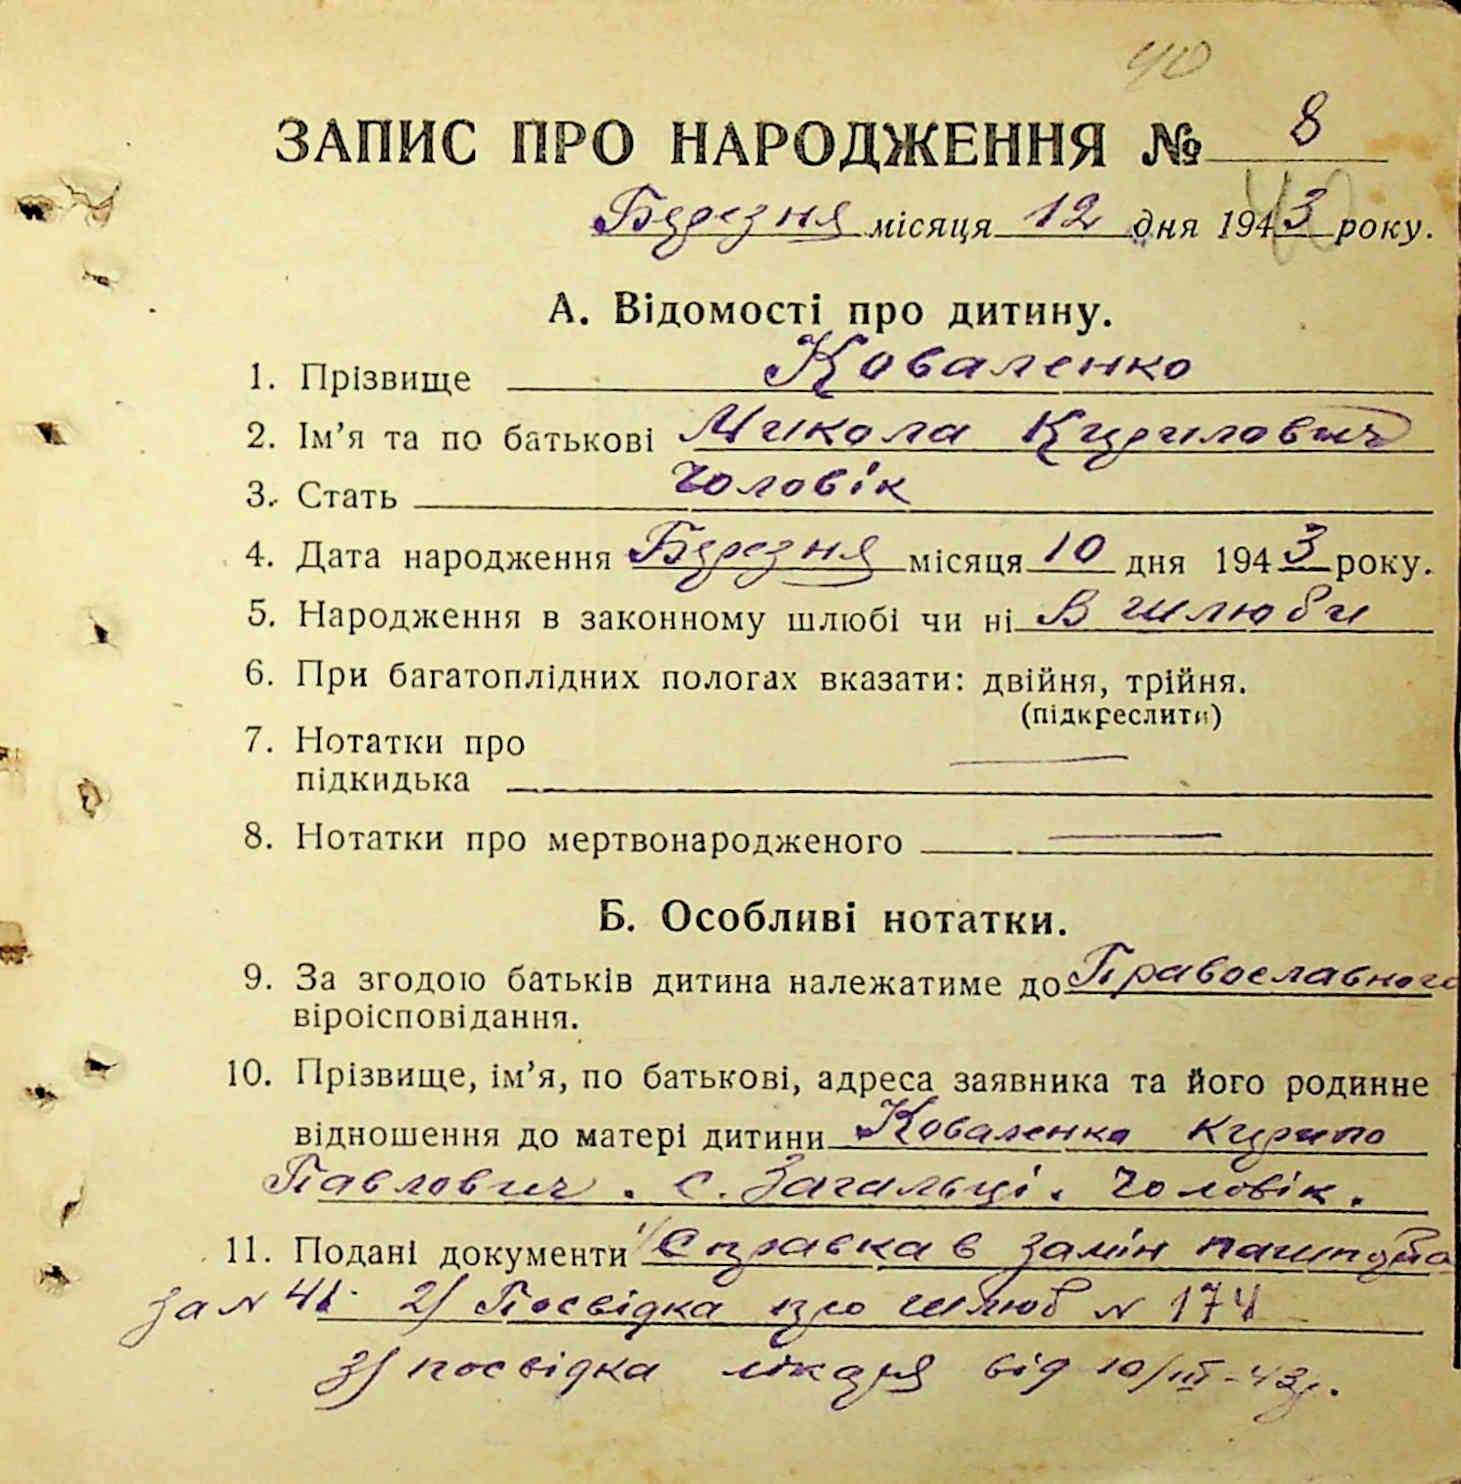 40
ЗАПИС ПРО НАРОДЖЕННЯ № 8
Березня місяця 12 дня 1943 року.
А. Відомості про дитину.
1. Прізвище Коваленко
2. Ім’я та по батькові Микола Кирилович
3. Стать Чоловік
4. Дата народження Березня місяця 10 дня 1943 року.
5. Народження в законному шлюбі чи ні В шлюби
6. При багатоплідних пологах вказати: двійня, трійня.
(підкреслити)
7. Нотатки про
підкидька
8. Нотатки про мертвонародженого
Б. Особливі нотатки.
9. За згодою батьків дитина належатиме до Православного
віроісповідання.
10. Прізвище, ім’я, по батькові, адреса заявника та його родинне
відношення до матері дитини Коваленко Кирило
Павлович. с. Загальці. Чоловік.
11. Подані документи 1/ Справка в замін пашпорта
за № 41. 2/ Посвідка про шлюб № 174
3/ посвідка лікаря від 10/III-43р.